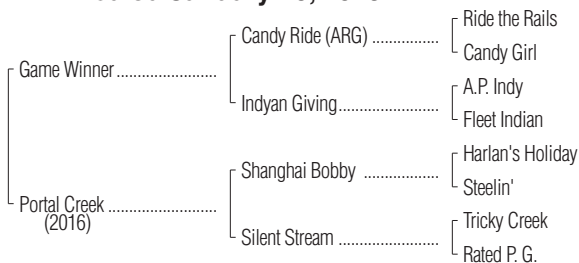 Ride the Rails
Candy Ride (ARG) ..................
Candy Girl
Game Winner ...........................
A.P. Indy
Indyan Giving...........................
Fleet Indian
Harlan's Holiday
Shanghai Bobby ....................
Steelin'
Portal Creek .............................
(2016)
Tricky Creek
Silent Stream ...........................
Rated P. G.